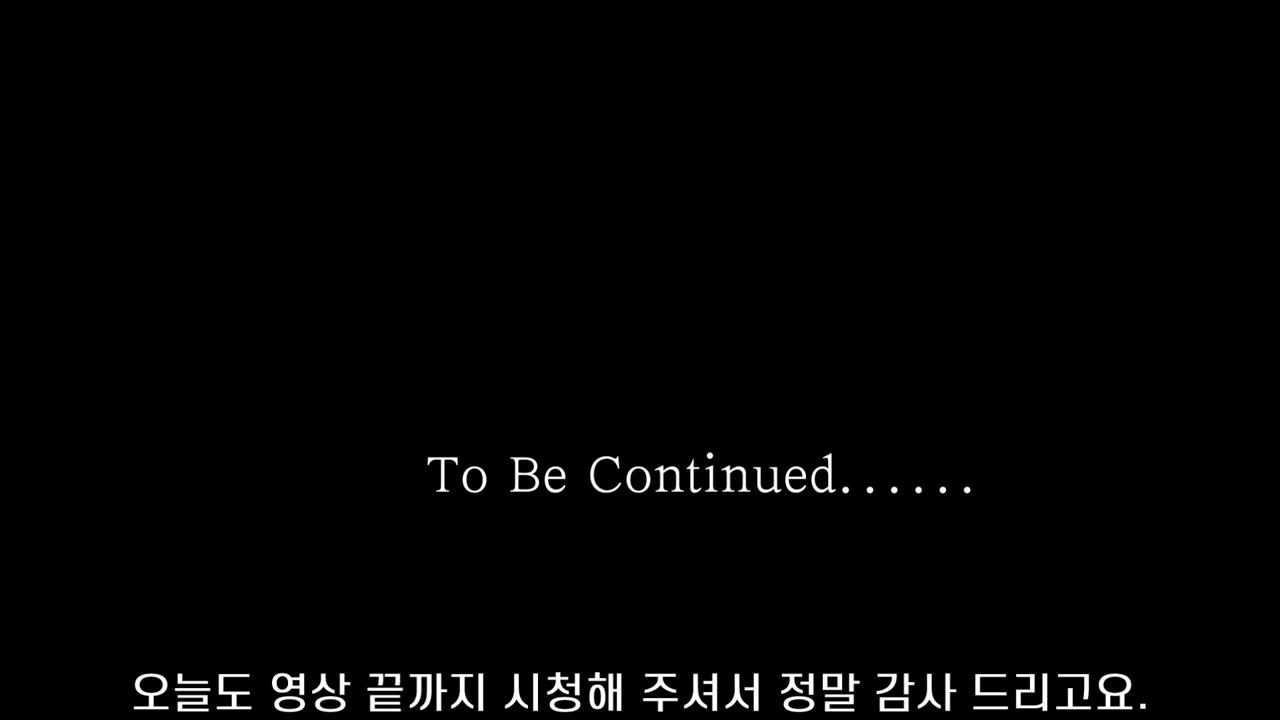 To Be Continued......
오늘도 영상 끝까지 시청해 주셔서 정말 감사 드리고요.